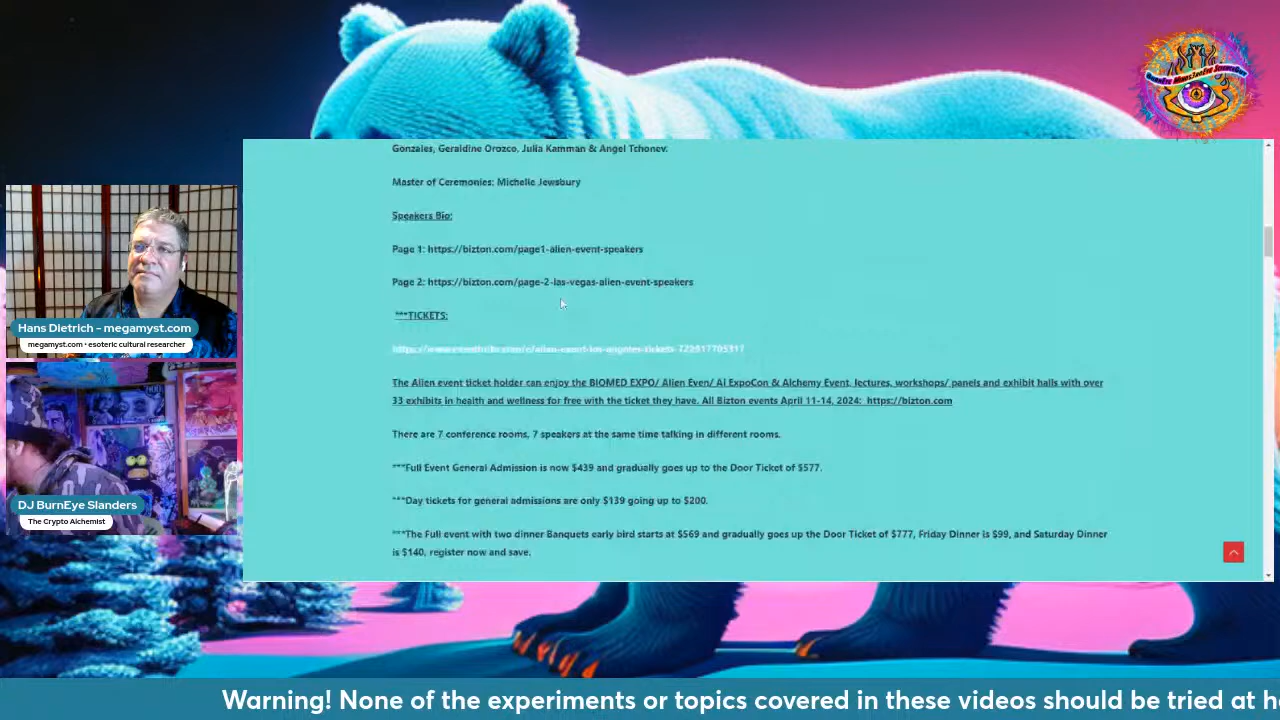 Gonzales, Geraldine Orozco, Julia Kamman & Angel Tchonev.
Master of Ceremonies: Michelle Jewsbury
Speakers Bio:
Page 1: https://bizton.com/page1-alien-event-speakers
Page 2: https://bizton.com/page-2-las-vegas-alien-event-speakers
***TICKETS:
The Alien event ticket holder can enjoy the BIOMED EXPO/ Alien Even/ Ai ExpoCon & Alchemy Event, lectures, workshops/ panels and exhibit halls with over
33 exhibits in health and wellness for free with the ticket they have. All Bizton events April 11-14, 2024: https://bizton.com
There are 7 conference rooms, 7 speakers at the same time talking in different rooms.
***Full Event General Admission is now $439 and gradually goes up to the Door Ticket of $577.
***Day tickets for general admissions are only $139 going up to $200.
***The Full event with two dinner Banquets early bird starts at $569 and gradually goes up the Door Ticket of $777, Friday Dinner is $99, and Saturday Dinner
is $140, register now and save.
Hans Dietrich - megamyst.com
megamyst.com • esoteric cultural researcher
DJ BurnEye Slanders
The Crypto Alchemist
Warning! None of the experiments or topics covered in these videos should be tried at h